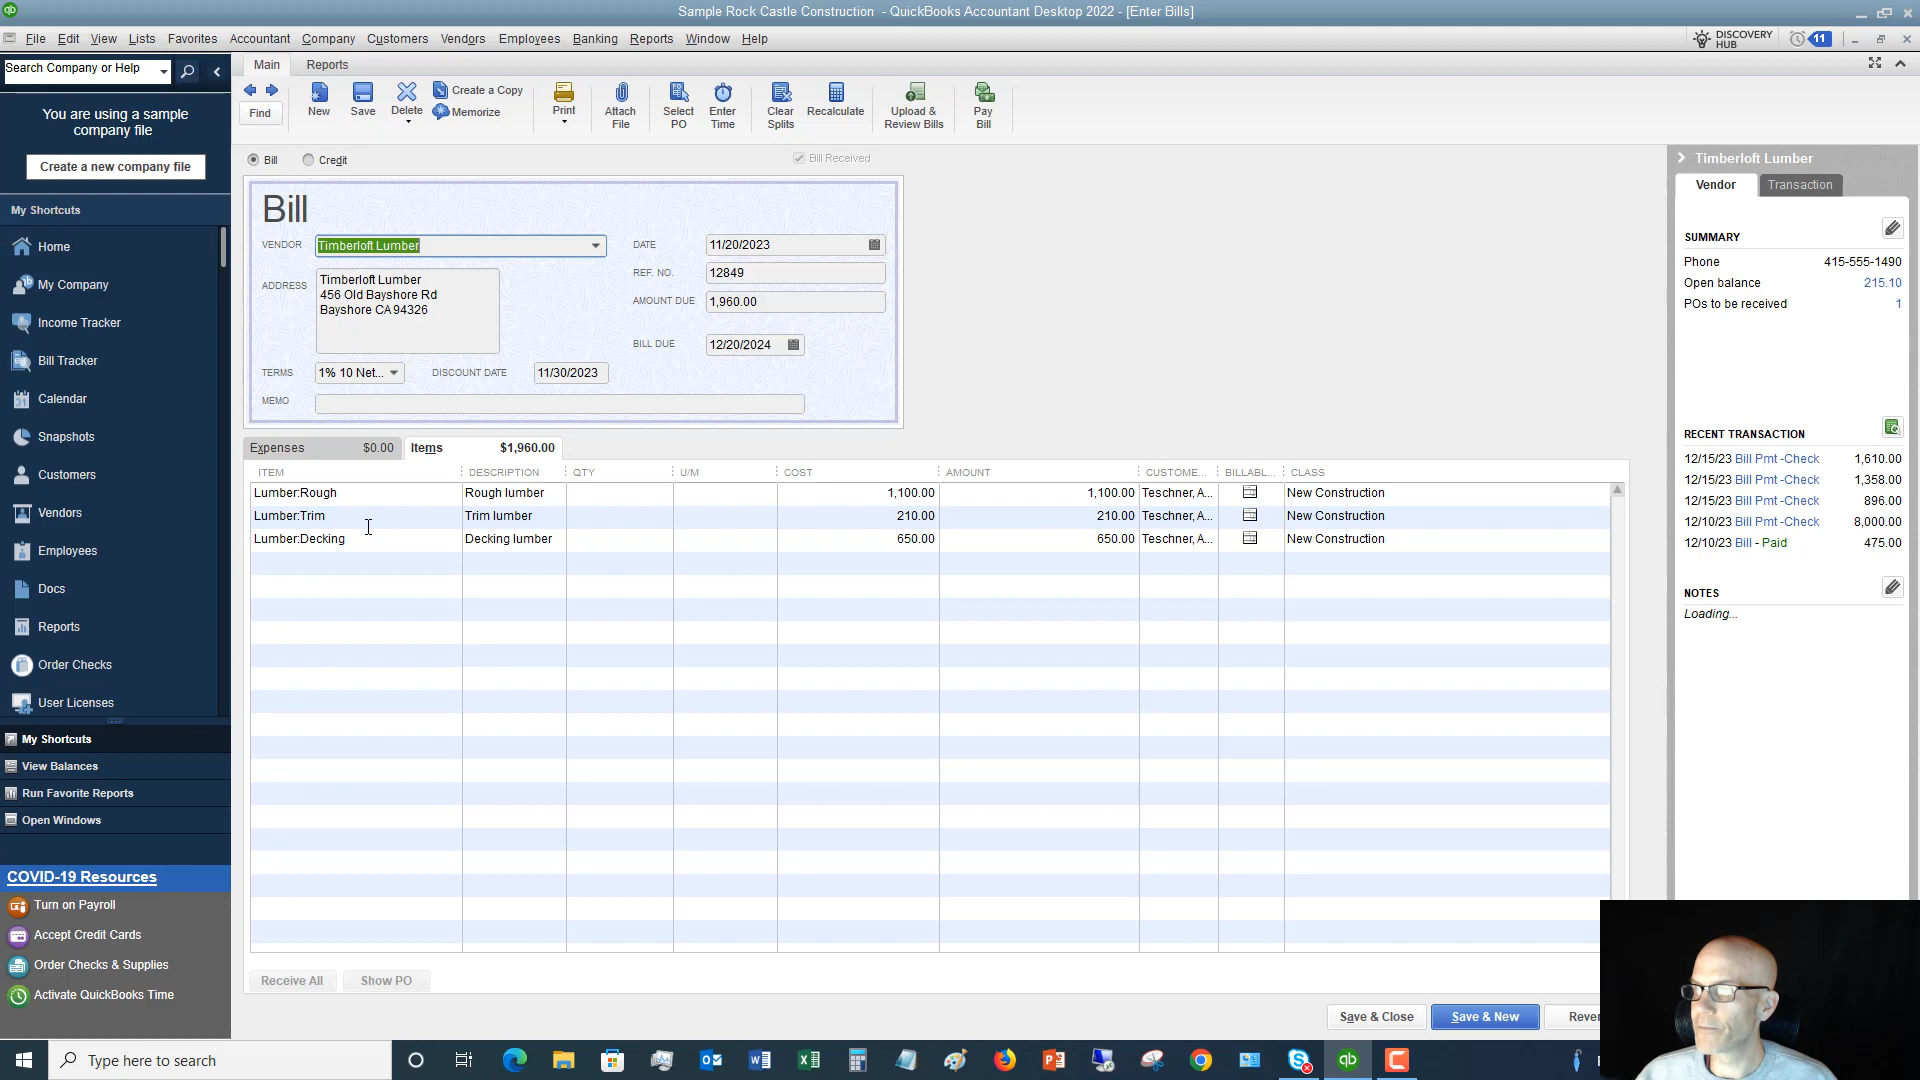 Sample Rock Castle Construction - QuickBooks Accountant Desktop 2022 - [Enter Bills]
File Edit View Lists Favorites Accountant Company Customers Vendors Employees Banking Reports Window Help
DISCOVERY HUB 11
Search Company or Help
Main Reports
You are using a sample company file
Create a new company file
Find New Save Delete Create a Copy Memorize Print Attach File Select PO Enter Time Clear Splits Recalculate Upload & Review Bills Pay Bill
Bill Credit Bill Received
Bill
VENDOR Timberloft Lumber DATE 11/20/2023
REF. NO. 12849
ADDRESS Timberloft Lumber
456 Old Bayshore Rd
Bayshore CA 94326
AMOUNT DUE 1,960.00
BILL DUE 12/20/2024
TERMS 1% 10 Net... DISCOUNT DATE 11/30/2023
MEMO
Expenses $0.00 Items $1,960.00
ITEM DESCRIPTION QTY U/M COST AMOUNT CUSTOME... BILLABL... CLASS
Lumber:Rough Rough lumber 1,100.00 1,100.00 Teschner, A... New Construction
Lumber:Trim Trim lumber 210.00 210.00 Teschner, A... New Construction
Lumber:Decking Decking lumber 650.00 650.00 Teschner, A... New Construction
Receive All Show PO
Save & Close Save & New Rever
My Shortcuts
Home
My Company
Income Tracker
Bill Tracker
31 Calendar
Snapshots
Customers
Vendors
Employees
Docs
Reports
Order Checks
User Licenses
My Shortcuts
View Balances
Run Favorite Reports
Open Windows
COVID-19 Resources
Turn on Payroll
Accept Credit Cards
Order Checks & Supplies
Activate QuickBooks Time
Timberloft Lumber
Vendor Transaction
SUMMARY
Phone 415-555-1490
Open balance 215.10
POs to be received 1
RECENT TRANSACTION
12/15/23 Bill Pmt -Check 1,610.00
12/15/23 Bill Pmt -Check 1,358.00
12/15/23 Bill Pmt -Check 896.00
12/10/23 Bill Pmt -Check 8,000.00
12/10/23 Bill - Paid 475.00
NOTES
Loading...
Type here to search